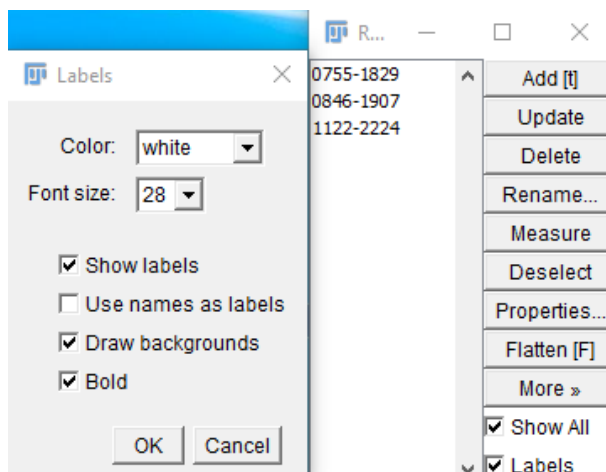 Labels
Color: white
Font size: 28
Show labels
Use names as labels
Draw backgrounds
Bold
OK Cancel
R...
0755-1829
0846-1907
1122-2224
Add [t]
Update
Delete
Rename...
Measure
Deselect
Properties...
Flatten [F]
More »
Show All
Labels